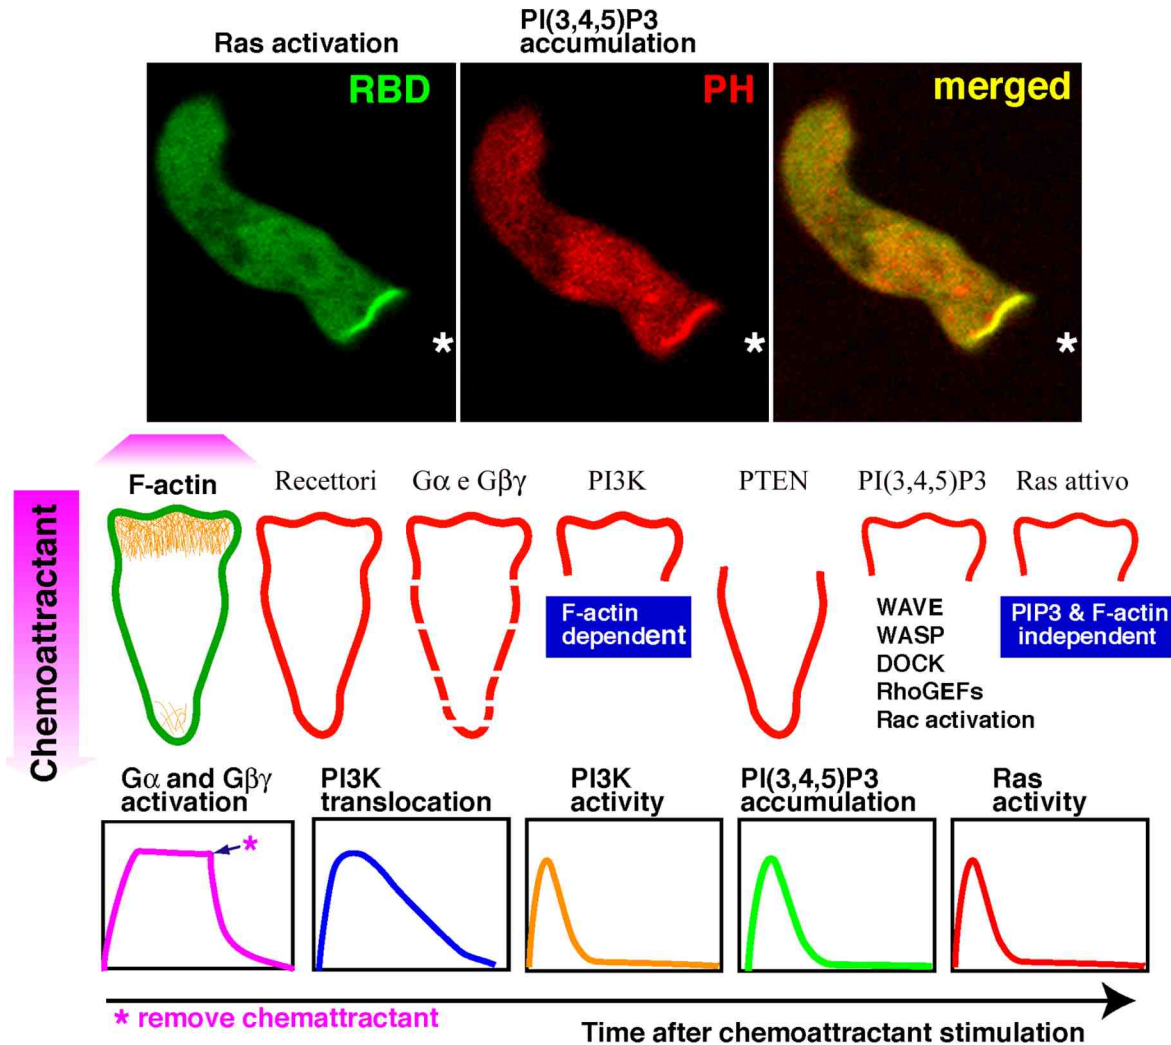 Ras activation
PI(3,4,5)P3
accumulation
RBD
PH
merged
*
*
*
Chemoattractant
F-actin
Recettori
Gα e Gβγ
PI3K
PTEN
PI(3,4,5)P3
Ras attivo
F-actin
dependent
WAVE
WASP
DOCK
RhoGEFs
Rac activation
PIP3 & F-actin
independent
Gα and Gβγ
activation
PI3K
translocation
PI3K
activity
PI(3,4,5)P3
accumulation
Ras
activity
*
* remove chemattractant
Time after chemoattractant stimulation